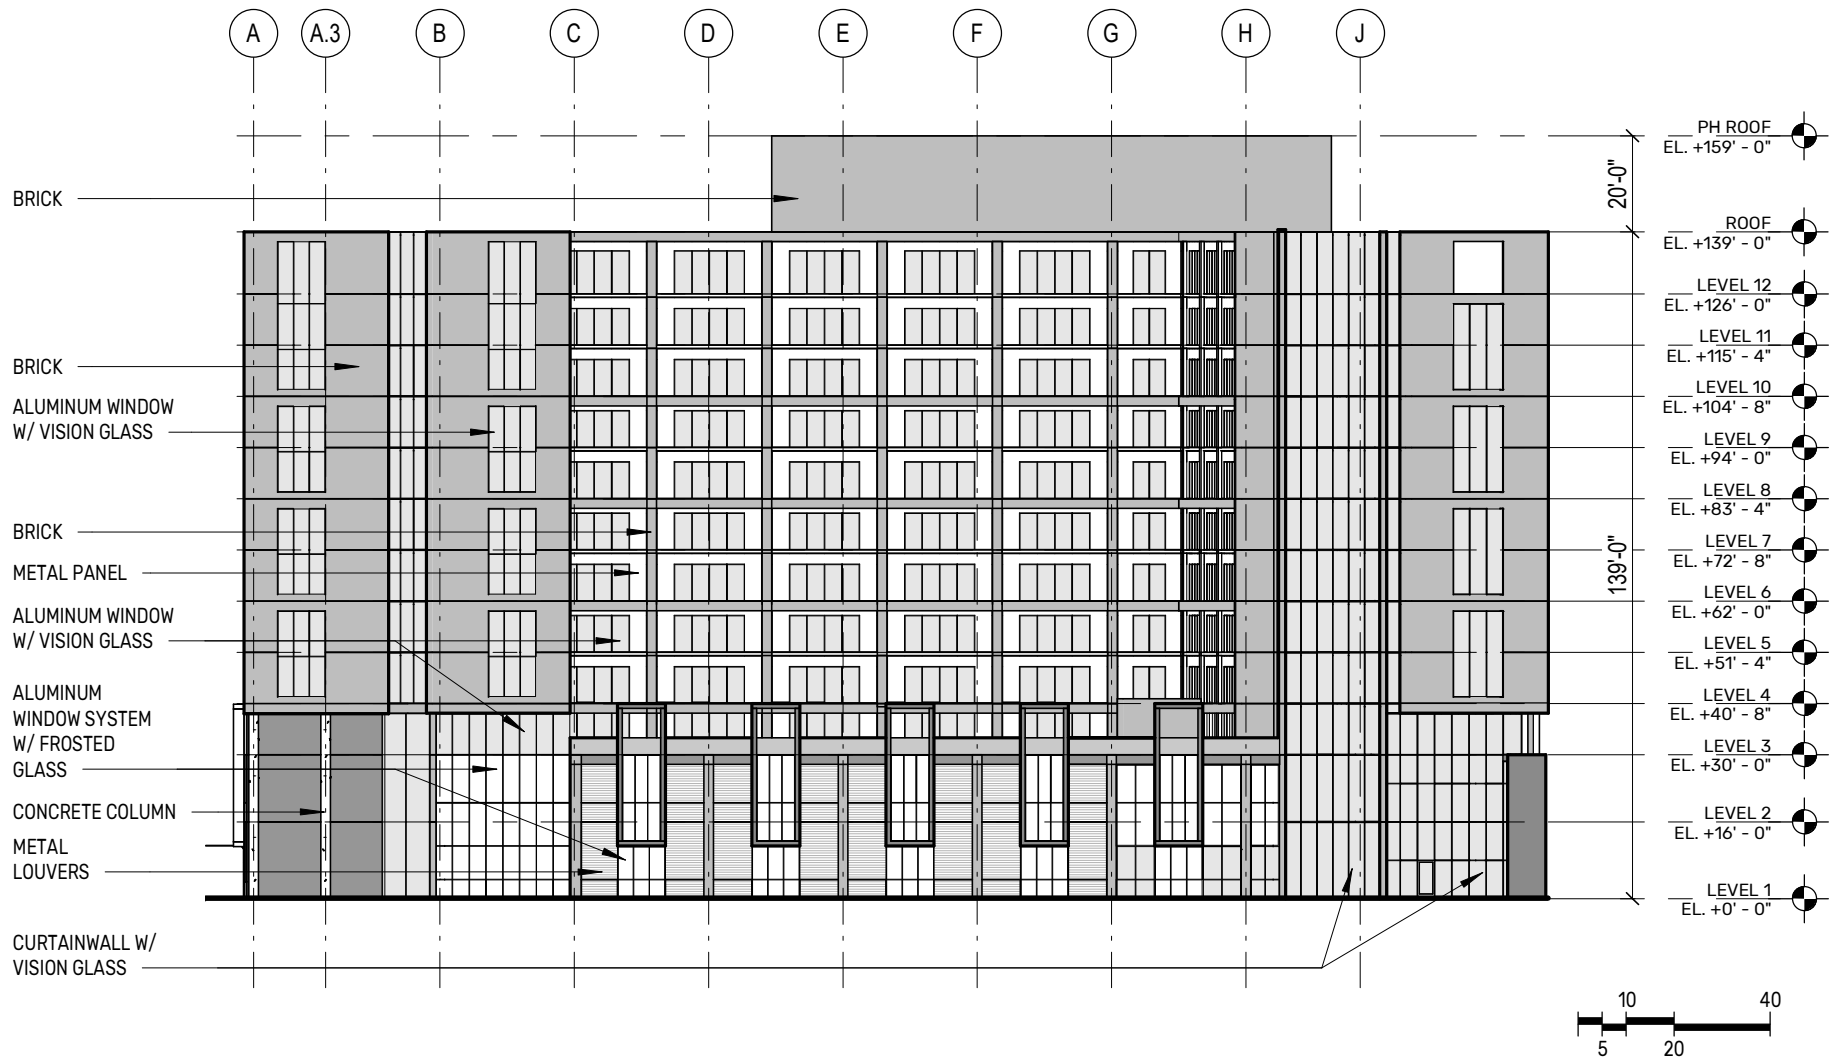 A A.3 B C D E F G H J
PH ROOF
EL. +159' - 0"
20'-0"
BRICK
ROOF
EL. +139' - 0"
LEVEL 12
EL. +126' - 0"
LEVEL 11
EL. +115' - 4"
BRICK
LEVEL 10
EL. +104' - 8"
ALUMINUM WINDOW
W/ VISION GLASS
LEVEL 9
EL. +94' - 0"
LEVEL 8
EL. +83' - 4"
BRICK
LEVEL 7
EL. +72' - 8"
139'-0"
METAL PANEL
LEVEL 6
EL. +62' - 0"
ALUMINUM WINDOW
W/ VISION GLASS
LEVEL 5
EL. +51' - 4"
ALUMINUM
WINDOW SYSTEM
W/ FROSTED
GLASS
LEVEL 4
EL. +40' - 8"
LEVEL 3
EL. +30' - 0"
CONCRETE COLUMN
LEVEL 2
EL. +16' - 0"
METAL
LOUVERS
LEVEL 1
EL. +0' - 0"
CURTAINWALL W/
VISION GLASS
10 40
5 20